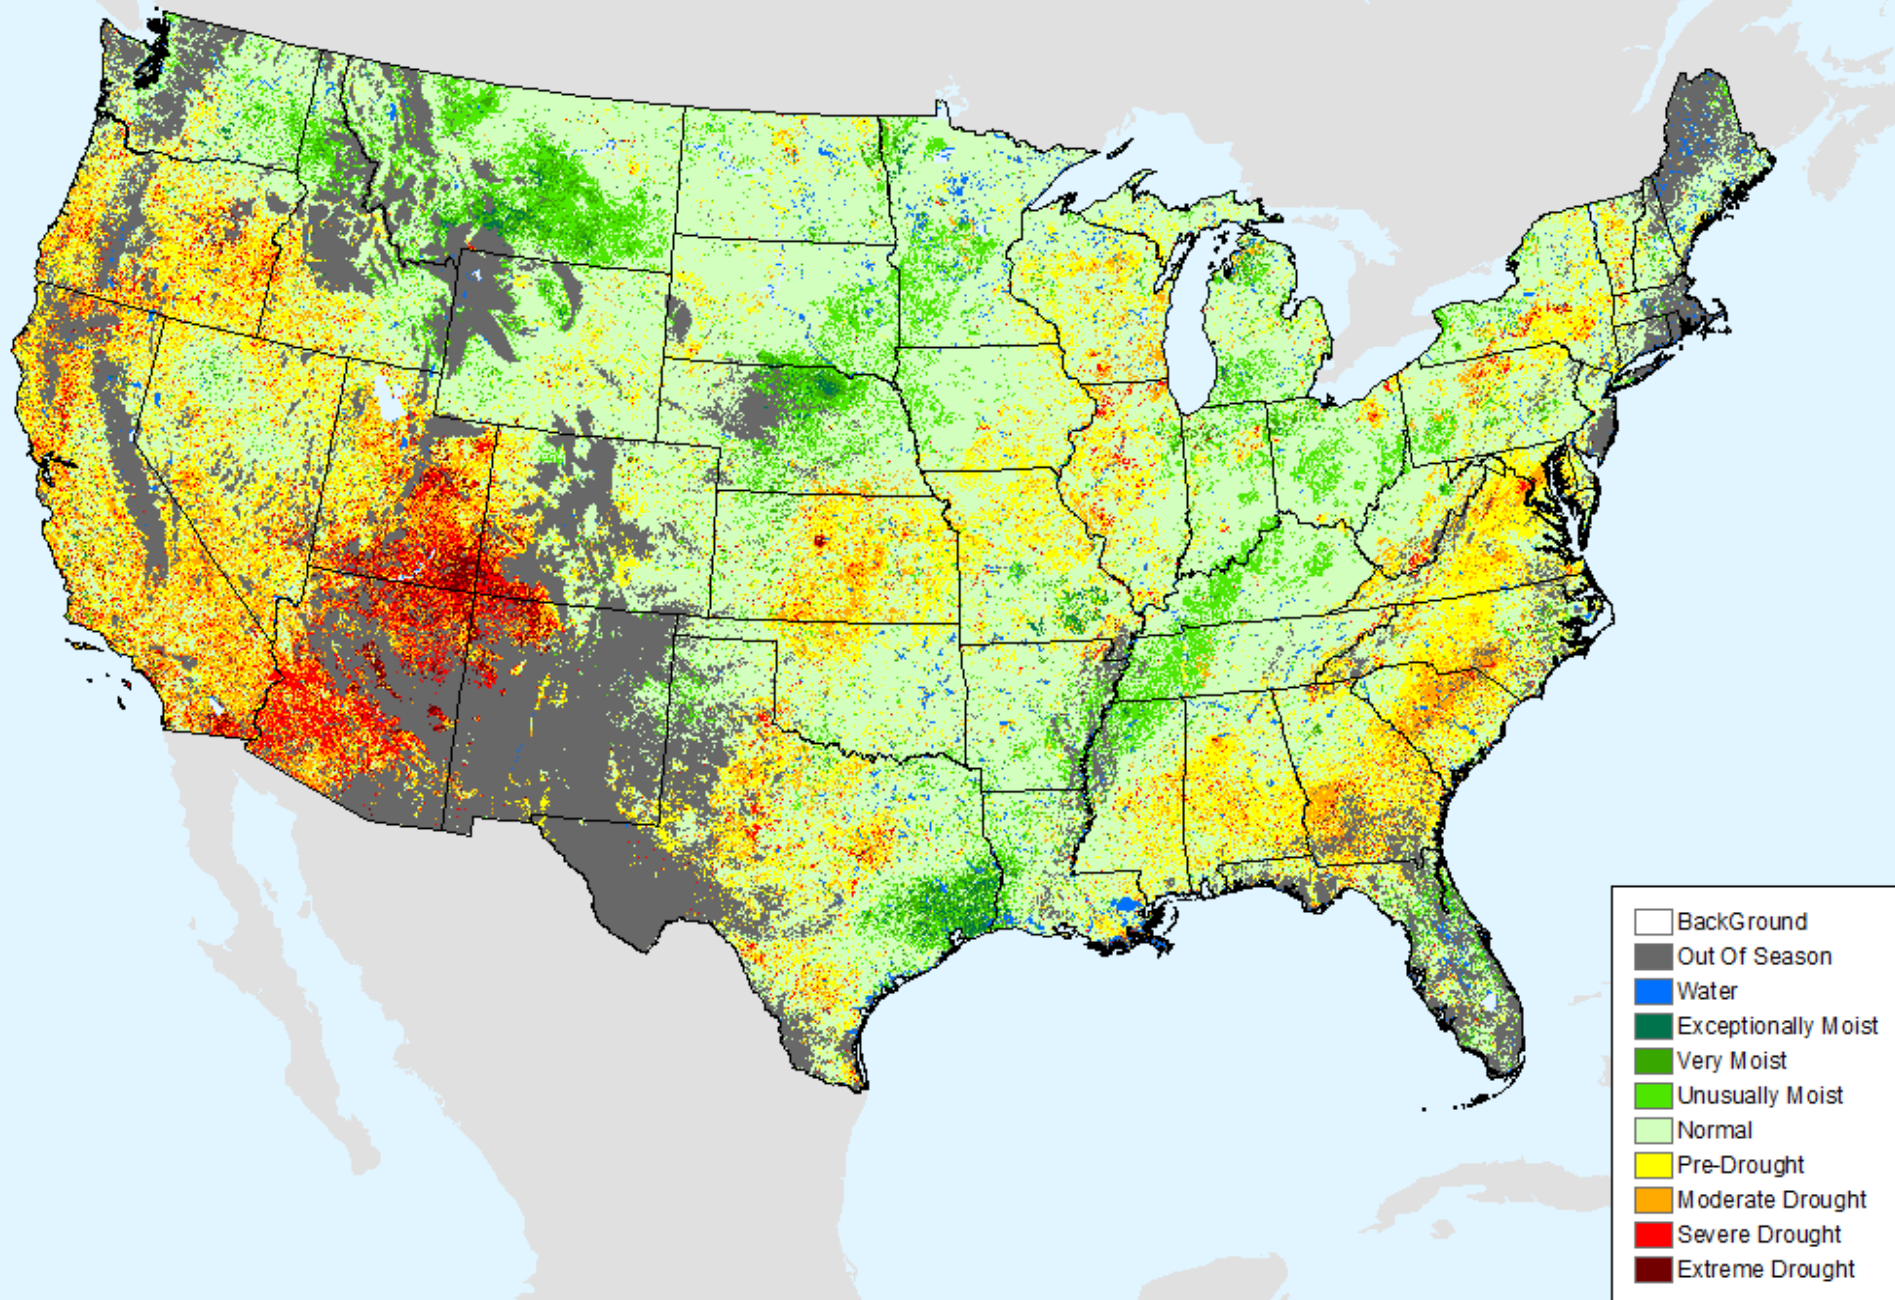 BackGround
Out Of Season
Water
Exceptionally Moist
Very Moist
Unusually Moist
Normal
Pre-Drought
Moderate Drought
Severe Drought
Extreme Drought